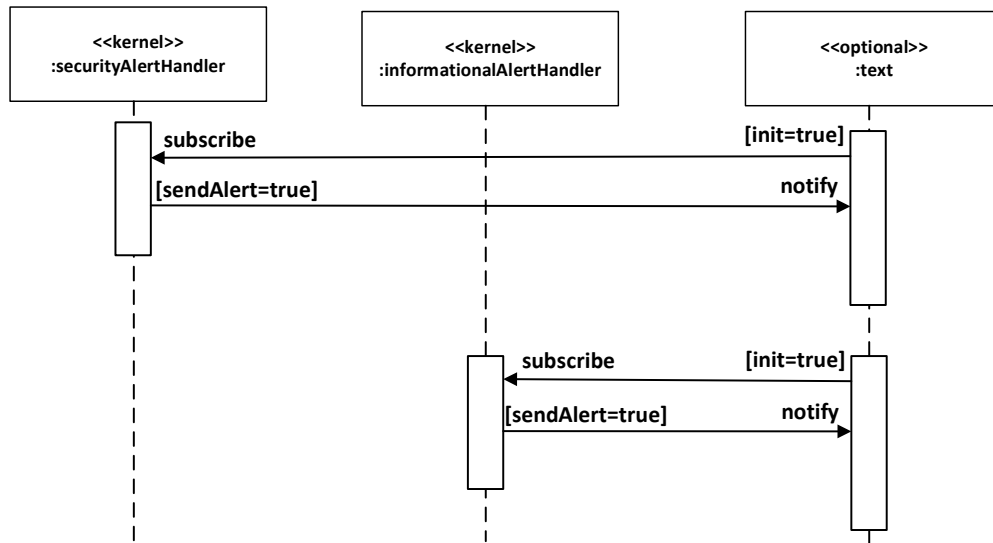 <<kernel>>
:securityAlertHandler
<<kernel>>
:informationalAlertHandler
<<optional>>
:text
subscribe
[init=true]
[sendAlert=true]
notify
subscribe
[init=true]
[sendAlert=true]
notify